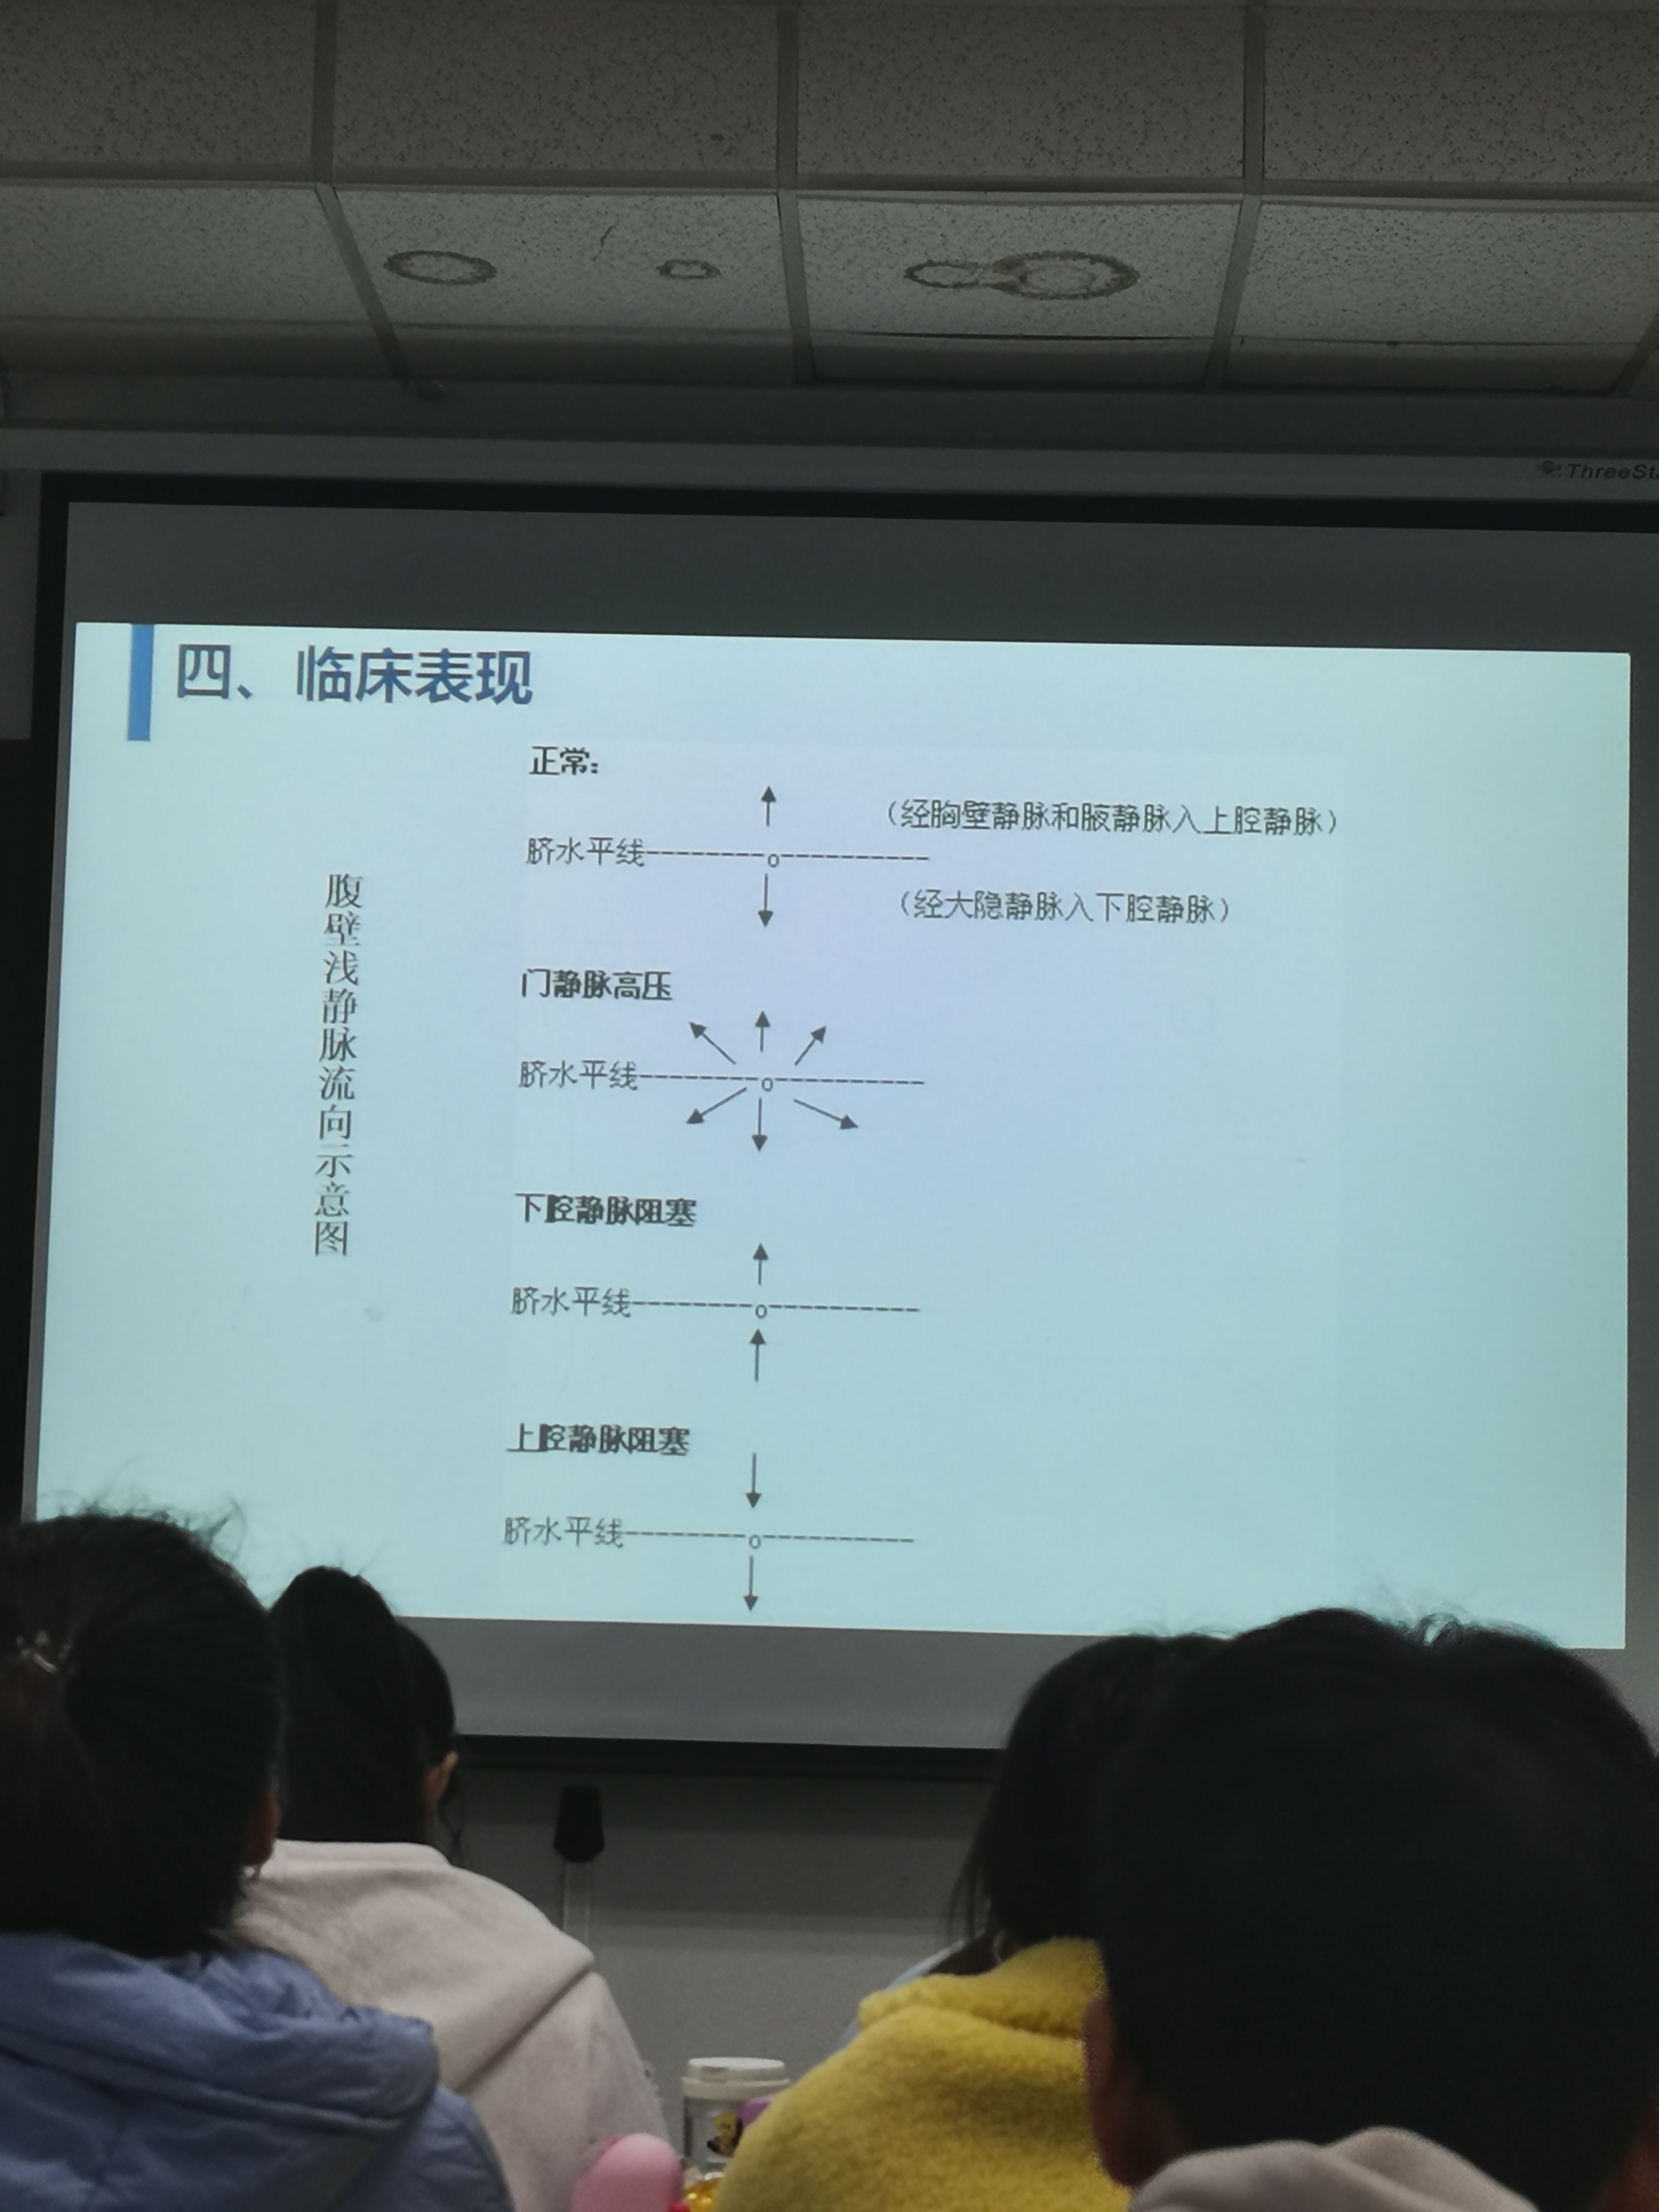 ThreeSta
四、临床表现
腹壁浅静脉流向示意图
正常：
（经胸壁静脉和腋静脉入上腔静脉）
脐水平线
（经大隐静脉入下腔静脉）
门静脉高压
脐水平线
下腔静脉阻塞
脐水平线
上腔静脉阻塞
脐水平线